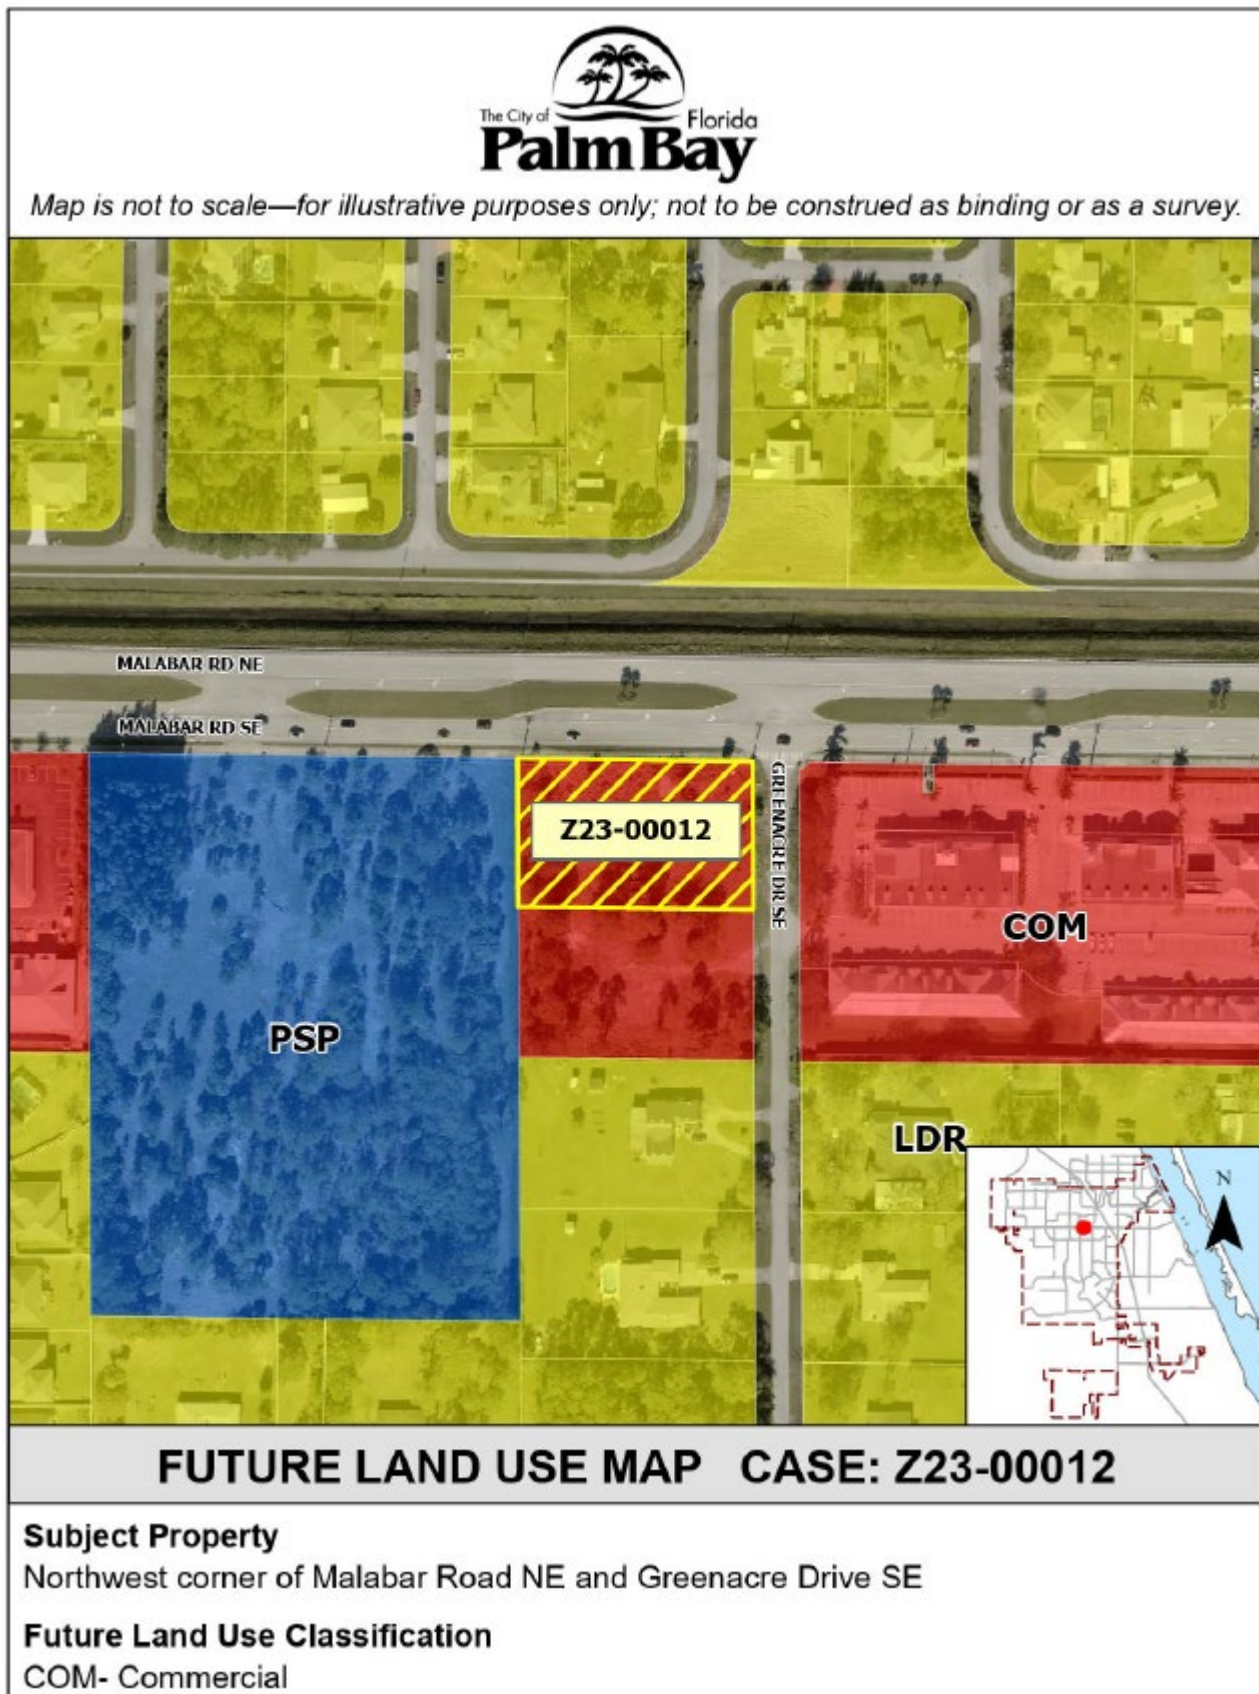 The City of Florida
Palm Bay
Map is not to scale—for illustrative purposes only; not to be construed as binding or as a survey.
MALABAR RD NE
MALABAR RD SE
GREENACRE DR SE
Z23-00012
COM
PSP
LDR
N
FUTURE LAND USE MAP CASE: Z23-00012
Subject Property
Northwest corner of Malabar Road NE and Greenacre Drive SE
Future Land Use Classification
COM- Commercial